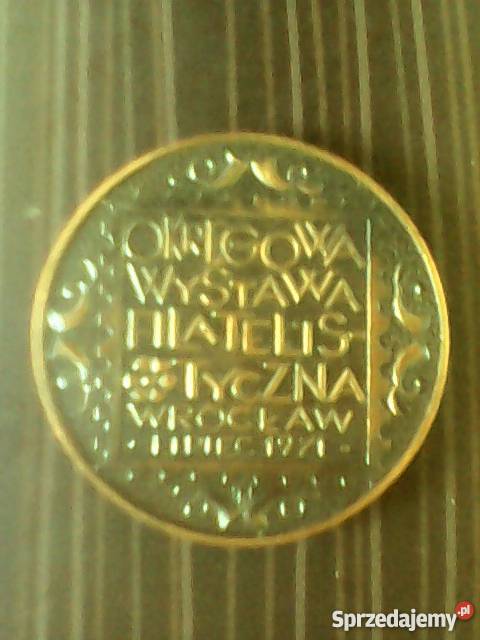 OKRĘGOWA
WYSTAWA
FILATELIS-
TYCZNA
WROCŁAW
LIPIEC 1971
Sprzedajemy.pl